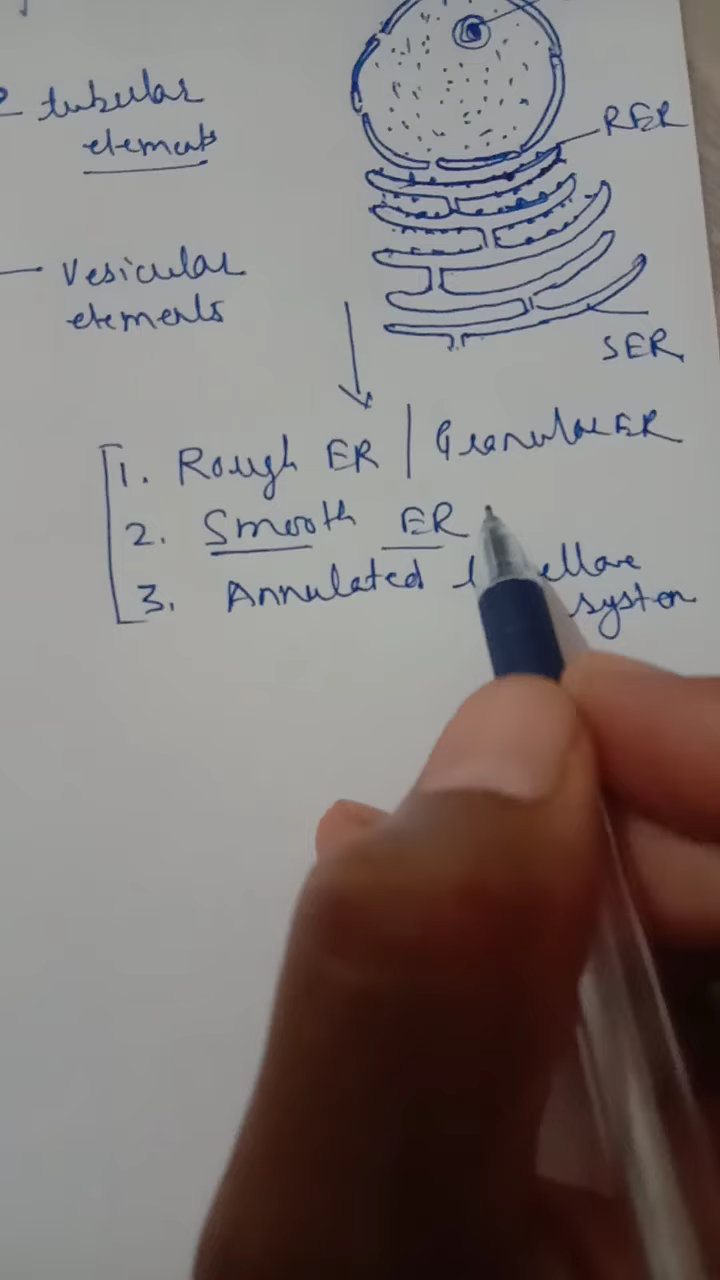 tubular
elements
RER
Vesicular
elements
SER
1. Rough ER | Granular ER
2. Smooth ER
3. Annulated
system